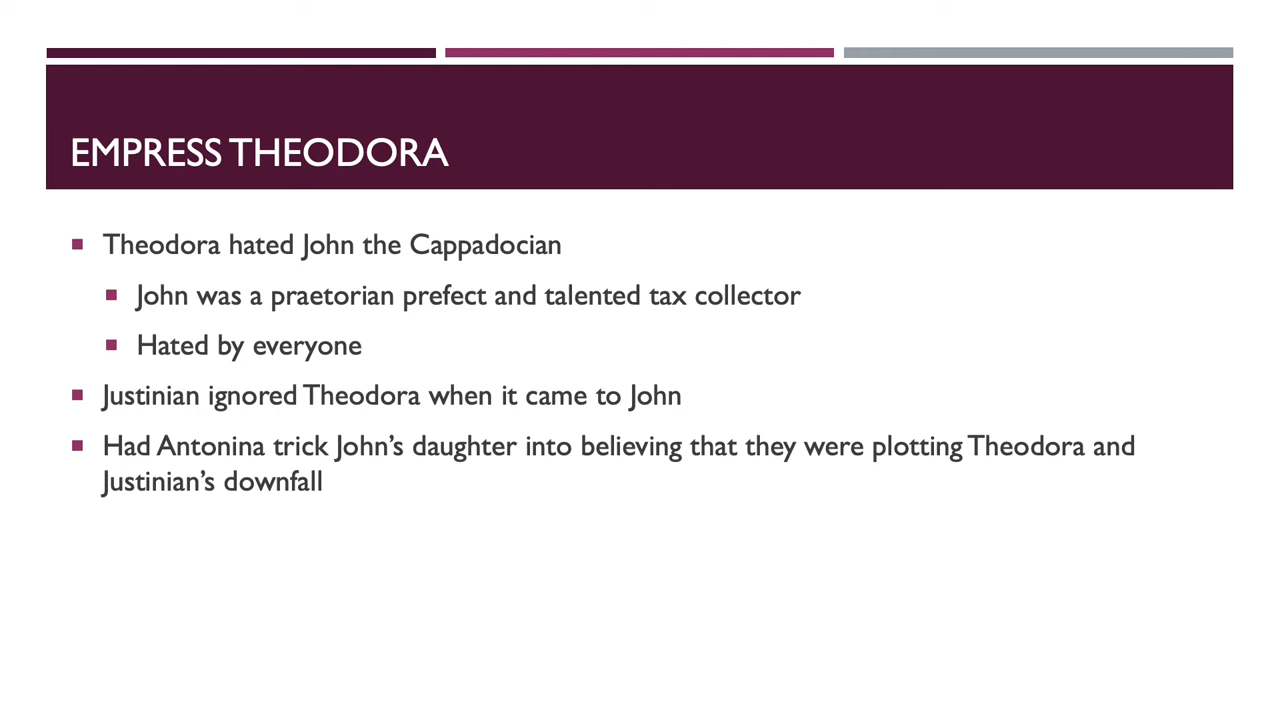 EMPRESS THEODORA
Theodora hated John the Cappadocian
John was a praetorian prefect and talented tax collector
Hated by everyone
Justinian ignored Theodora when it came to John
Had Antonina trick John’s daughter into believing that they were plotting Theodora and
Justinian’s downfall